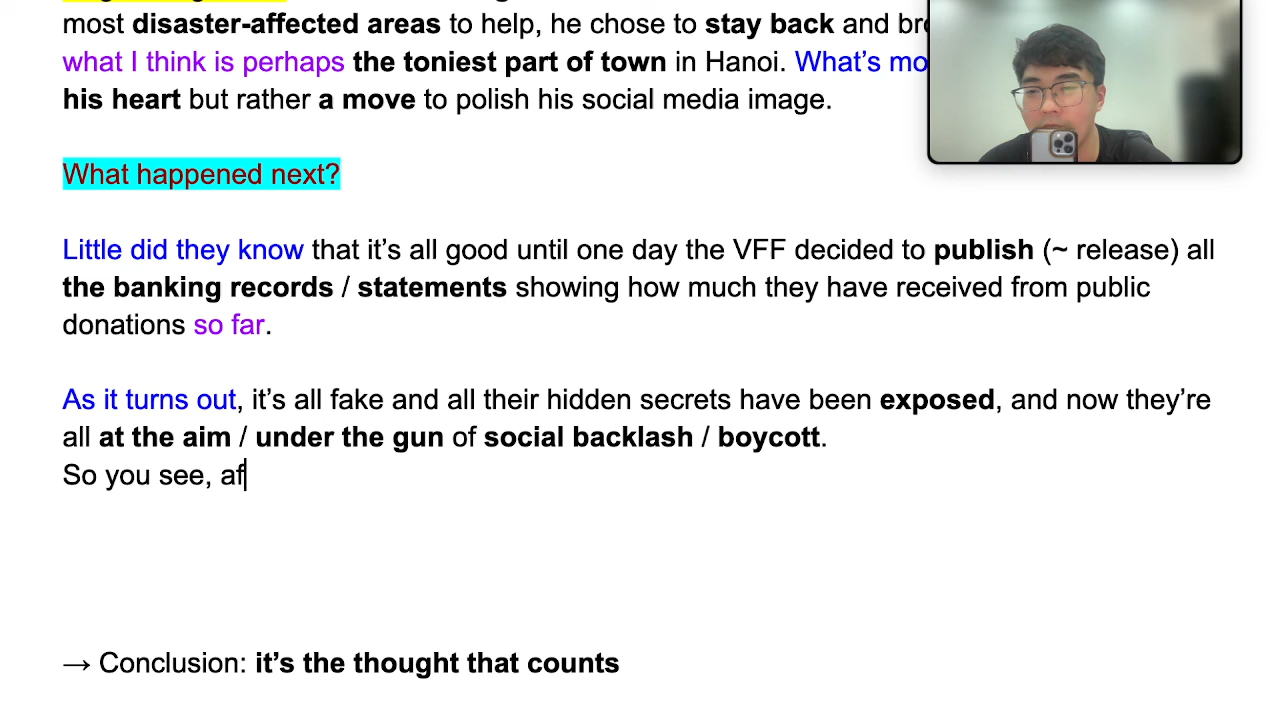 most disaster-affected areas to help, he chose to stay back and
what I think is perhaps the toniest part of town in Hanoi. What's
his heart but rather a move to polish his social media image.
What happened next?
Little did they know that it's all good until one day the VFF decided to publish (~ release) all
the banking records / statements showing how much they have received from public
donations so far.
As it turns out, it's all fake and all their hidden secrets have been exposed, and now they're
all at the aim / under the gun of social backlash / boycott.
So you see, af
→ Conclusion: it's the thought that counts